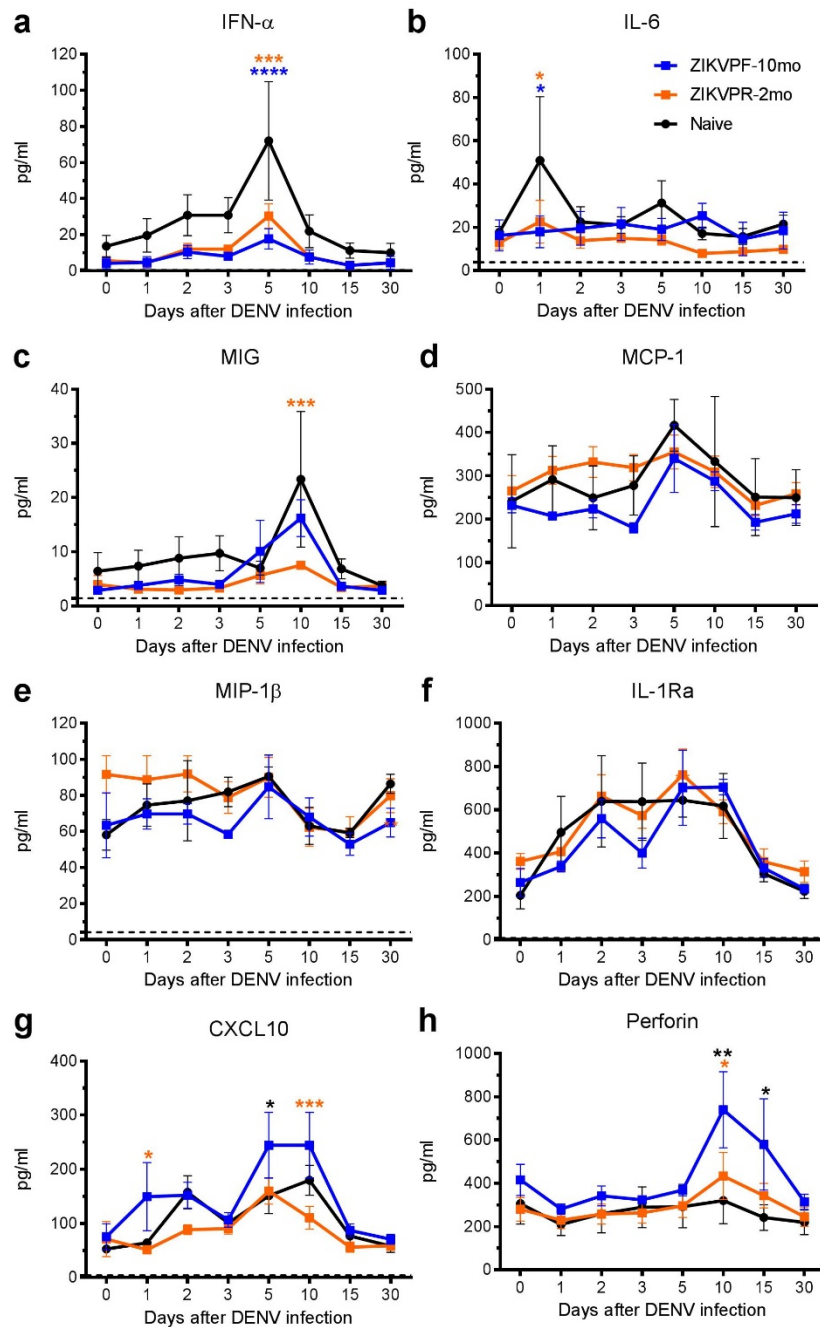 a
IFN-α
pg/ml
120
100
80
60
40
20
0
***
****
0 1 2 3 5 10 15 30
Days after DENV infection
b
IL-6
pg/ml
100
80
60
40
20
0
*
*
ZIKVPF-10mo
ZIKVPR-2mo
Naive
0 1 2 3 5 10 15 30
Days after DENV infection
c
MIG
pg/ml
40
30
20
10
0
***
0 1 2 3 5 10 15 30
Days after DENV infection
d
MCP-1
pg/ml
500
400
300
200
100
0
0 1 2 3 5 10 15 30
Days after DENV infection
e
MIP-1β
pg/ml
120
100
80
60
40
20
0
0 1 2 3 5 10 15 30
Days after DENV infection
f
IL-1Ra
pg/ml
1000
800
600
400
200
0
0 1 2 3 5 10 15 30
Days after DENV infection
g
CXCL10
pg/ml
400
300
200
100
0
*
*
***
0 1 2 3 5 10 15 30
Days after DENV infection
h
Perforin
pg/ml
1000
800
600
400
200
0
**
*
*
0 1 2 3 5 10 15 30
Days after DENV infection